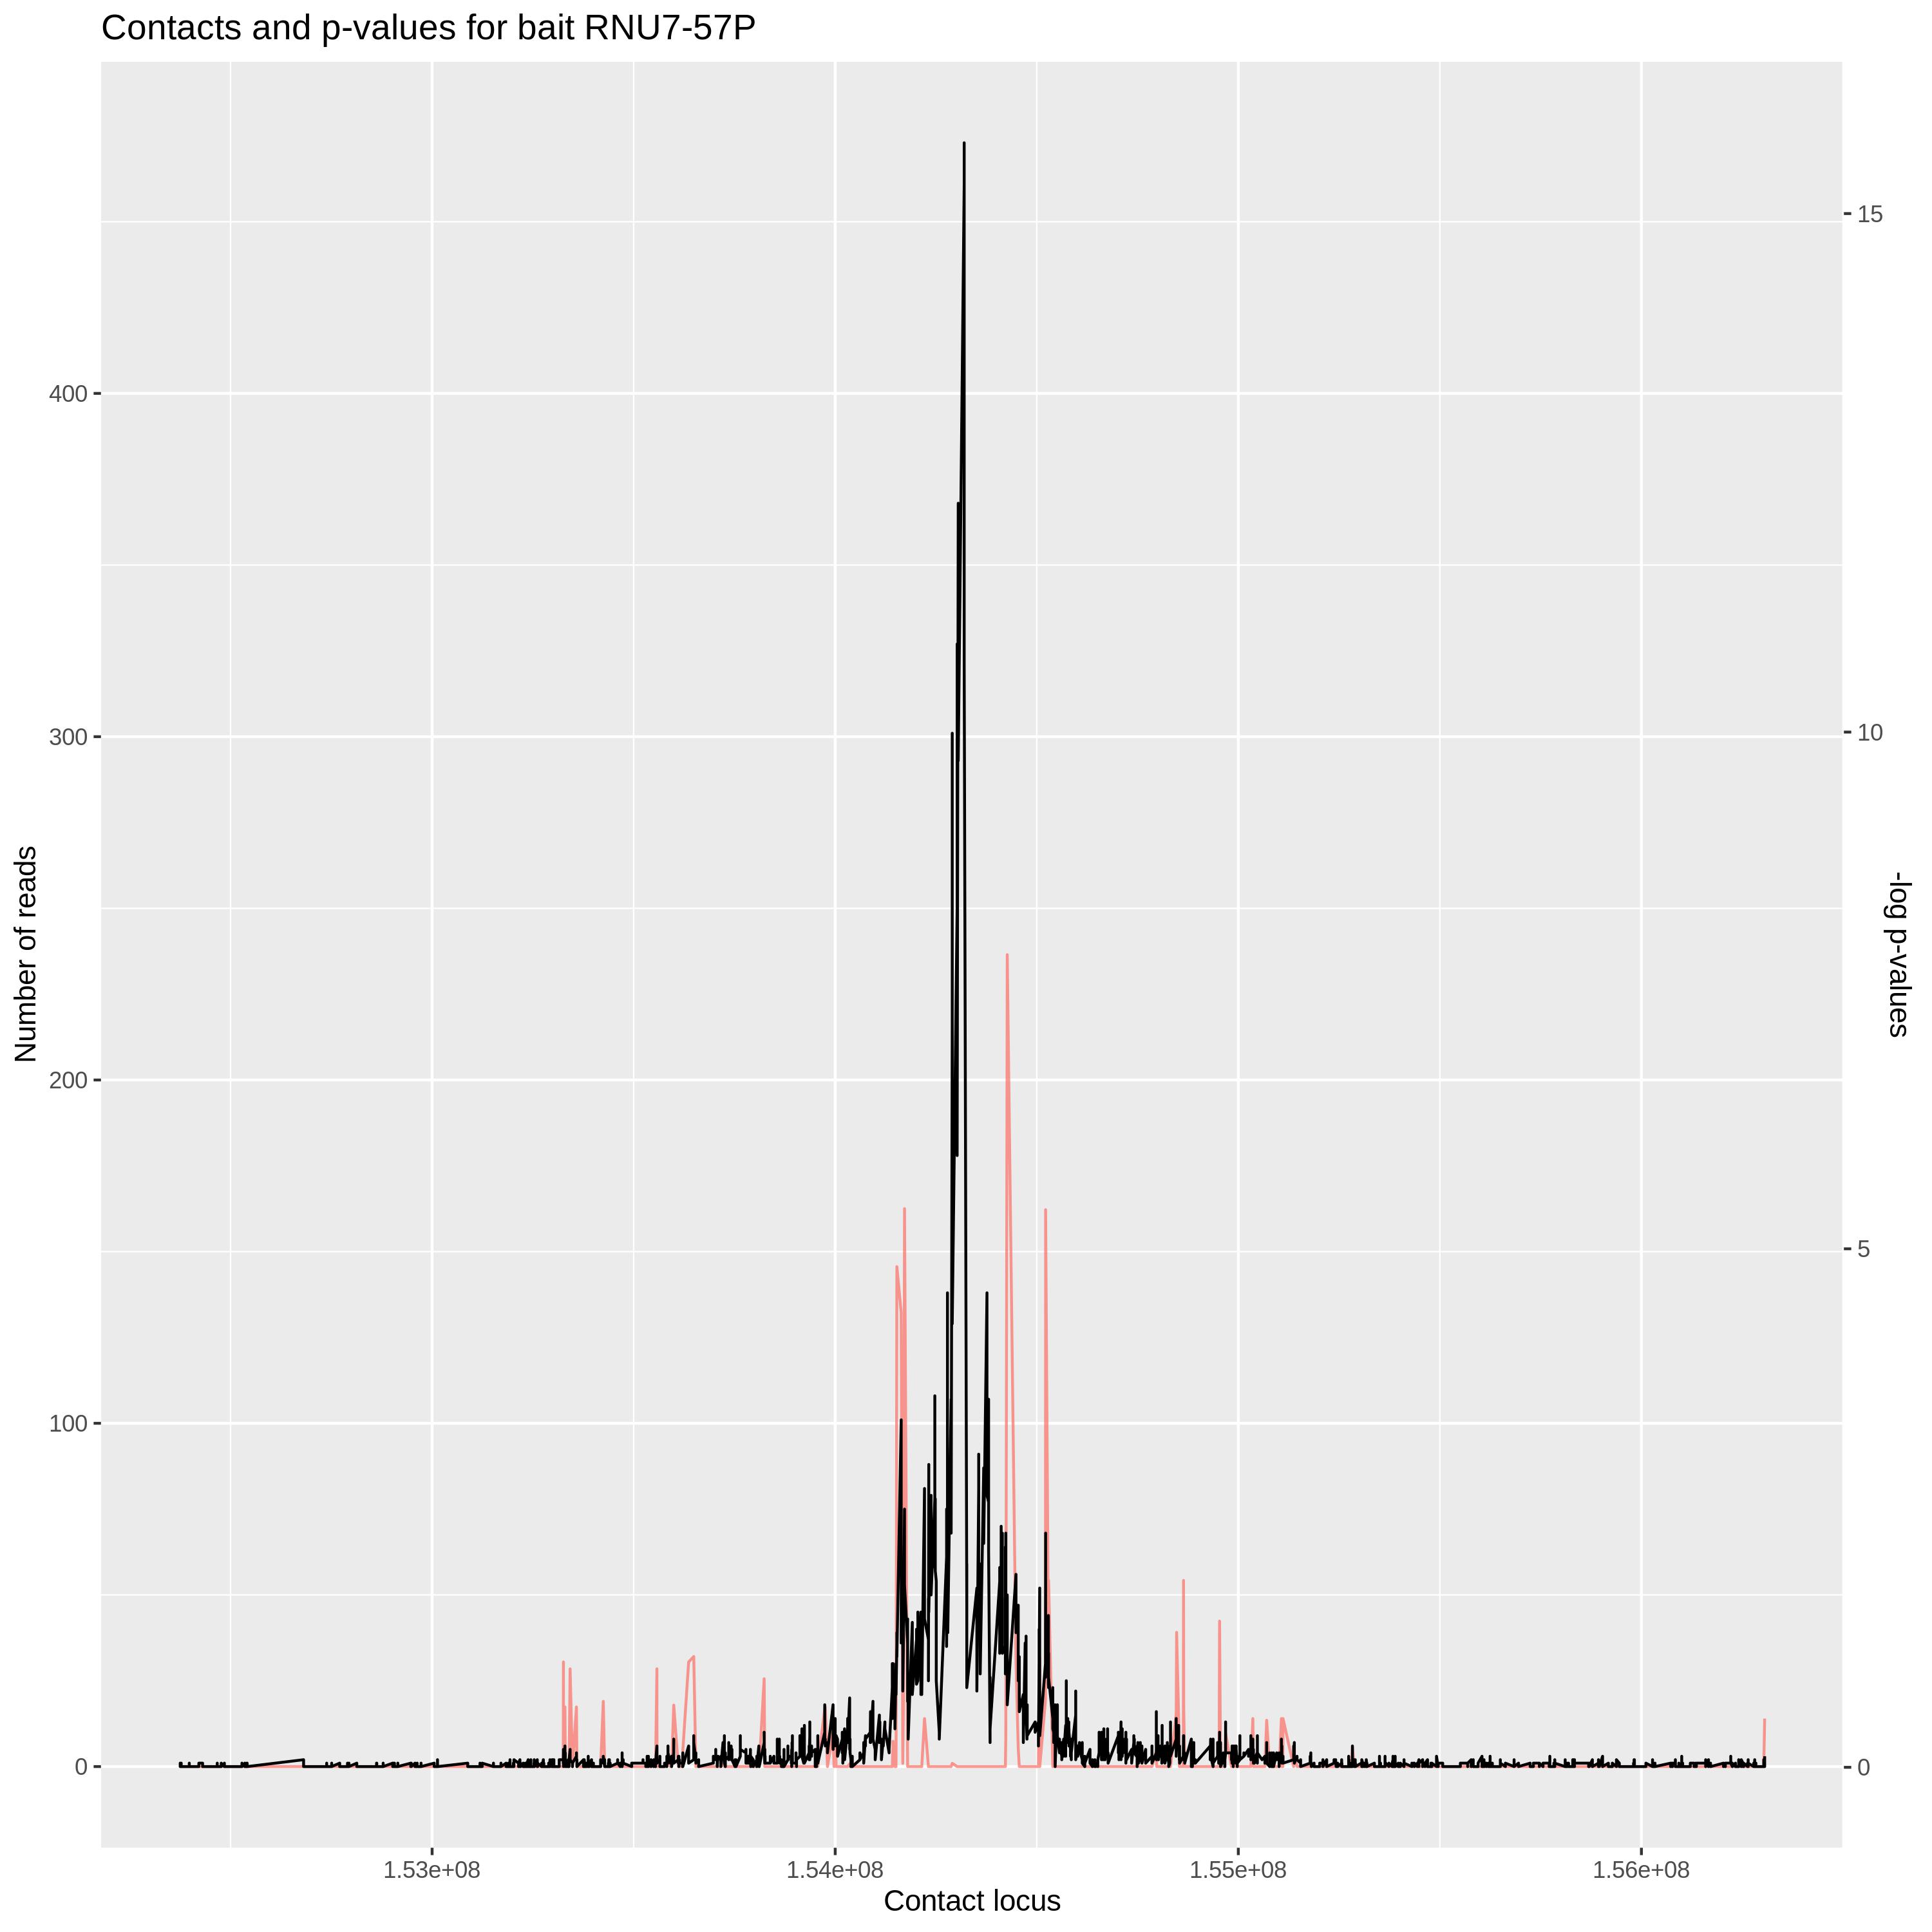 Contacts and p-values for bait RNU7-57P
Number of reads
400
300
200
100
0
15
10
5
0
-log p-values
1.53e+08
1.54e+08
1.55e+08
1.56e+08
Contact locus